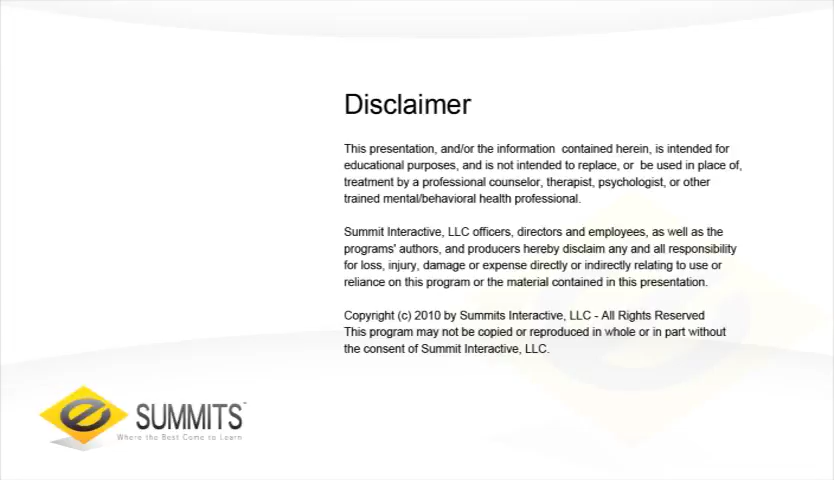 Disclaimer
This presentation, and/or the information contained herein, is intended for
educational purposes, and is not intended to replace, or be used in place of,
treatment by a professional counselor, therapist, psychologist, or other
trained mental/behavioral health professional.
Summit Interactive, LLC officers, directors and employees, as well as the
programs' authors, and producers hereby disclaim any and all responsibility
for loss, injury, damage or expense directly or indirectly relating to use or
reliance on this program or the material contained in this presentation.
Copyright (c) 2010 by Summits Interactive, LLC - All Rights Reserved
This program may not be copied or reproduced in whole or in part without
the consent of Summit Interactive, LLC.
e SUMMITS™
Where the Best Come to Learn